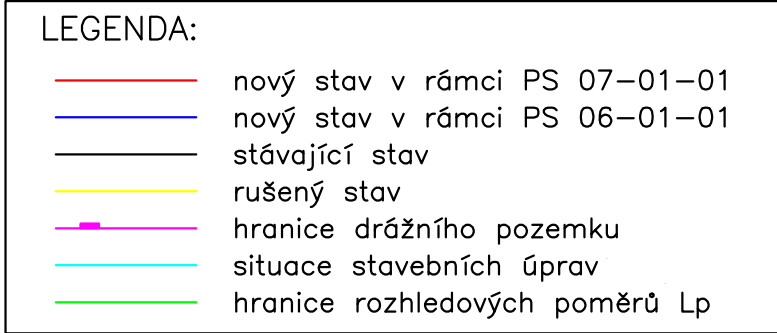 LEGENDA:
nový stav v rámci PS 07-01-01
nový stav v rámci PS 06-01-01
stávající stav
rušený stav
hranice drážního pozemku
situace stavebních úprav
hranice rozhledových poměrů Lp